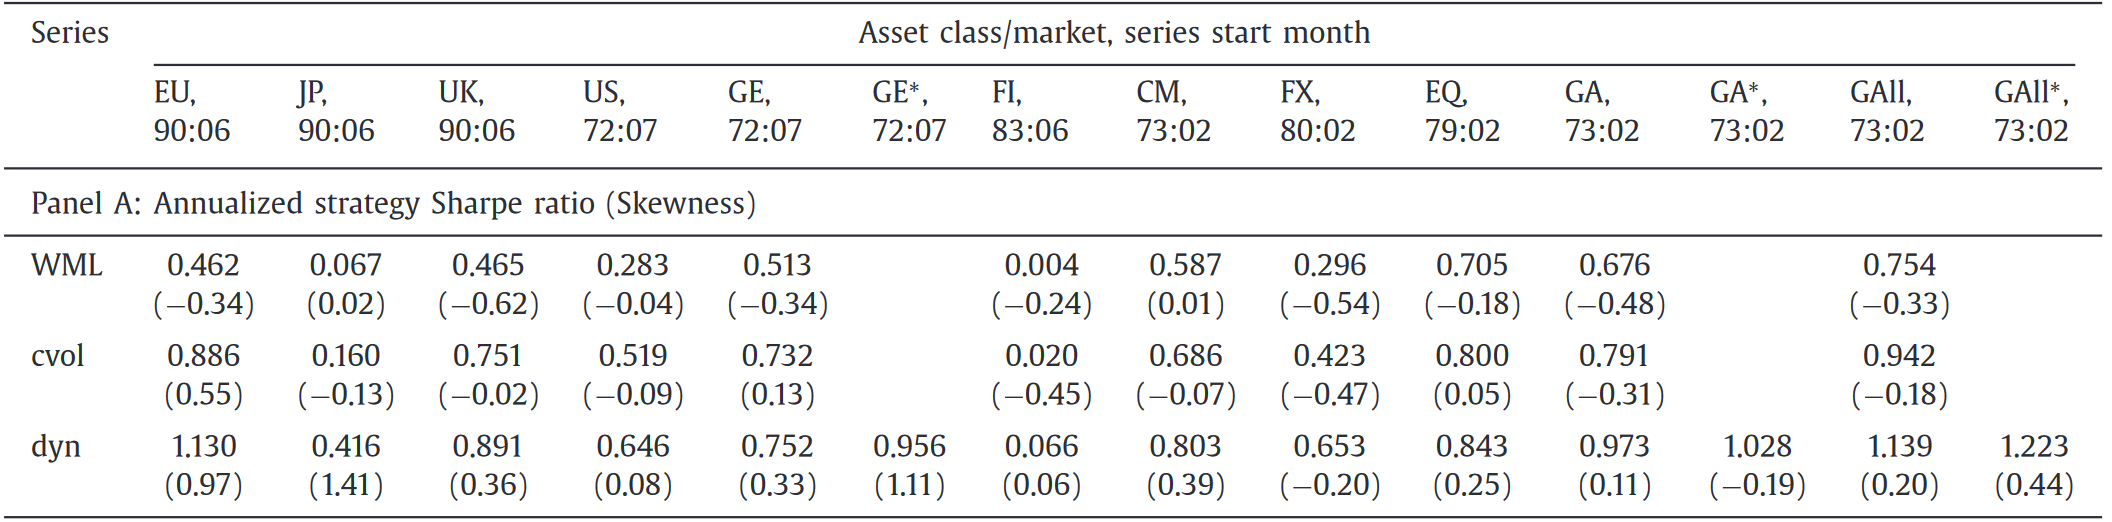 Series Asset class/market, series start month
EU, JP, UK, US, GE, GE*, FI, CM, FX, EQ, GA, GA*, GAll, GAll*,
90:06 90:06 90:06 72:07 72:07 72:07 83:06 73:02 80:02 79:02 73:02 73:02 73:02 73:02
Panel A: Annualized strategy Sharpe ratio (Skewness)
WML 0.462 0.067 0.465 0.283 0.513 0.004 0.587 0.296 0.705 0.676 0.754
(−0.34) (0.02) (−0.62) (−0.04) (−0.34) (−0.24) (0.01) (−0.54) (−0.18) (−0.48) (−0.33)
cvol 0.886 0.160 0.751 0.519 0.732 0.020 0.686 0.423 0.800 0.791 0.942
(0.55) (−0.13) (−0.02) (−0.09) (0.13) (−0.45) (−0.07) (−0.47) (0.05) (−0.31) (−0.18)
dyn 1.130 0.416 0.891 0.646 0.752 0.956 0.066 0.803 0.653 0.843 0.973 1.028 1.139 1.223
(0.97) (1.41) (0.36) (0.08) (0.33) (1.11) (0.06) (0.39) (−0.20) (0.25) (0.11) (−0.19) (0.20) (0.44)